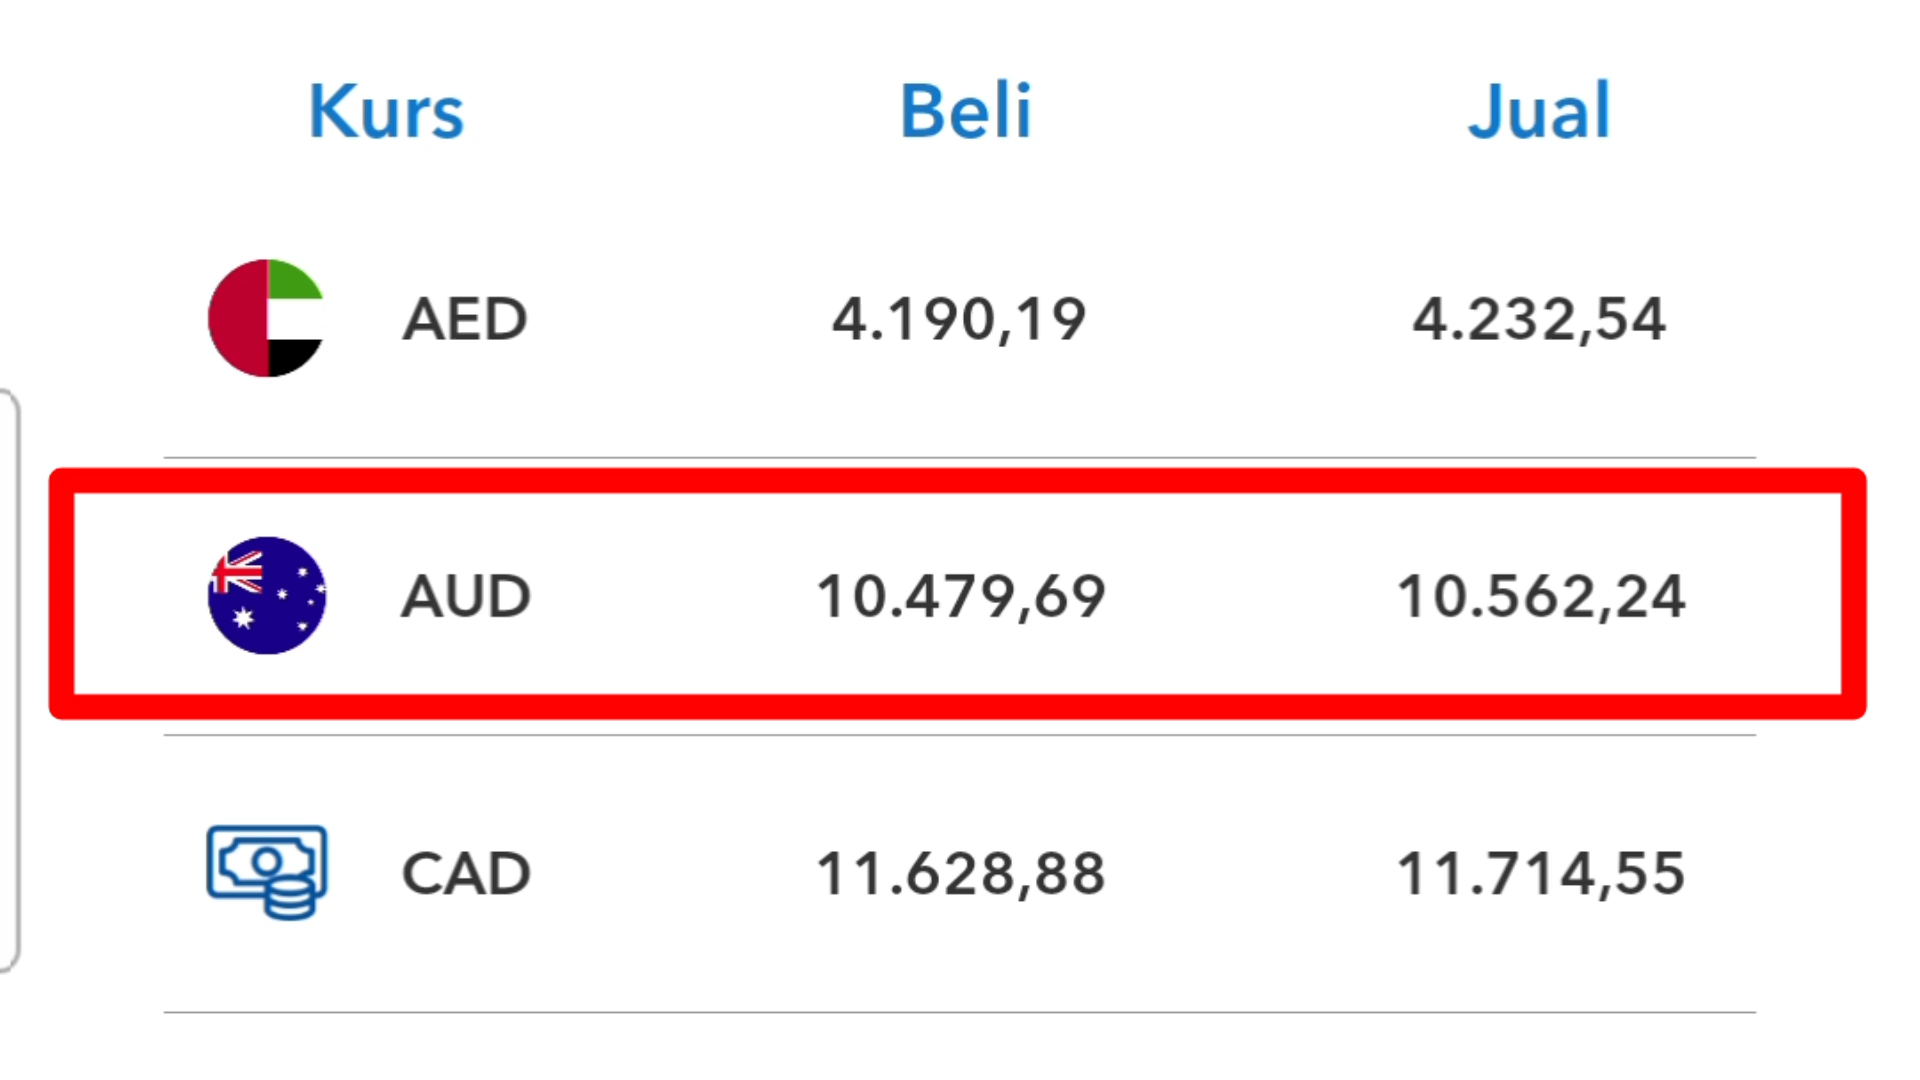 Kurs Beli Jual
AED 4.190,19 4.232,54
AUD 10.479,69 10.562,24
CAD 11.628,88 11.714,55